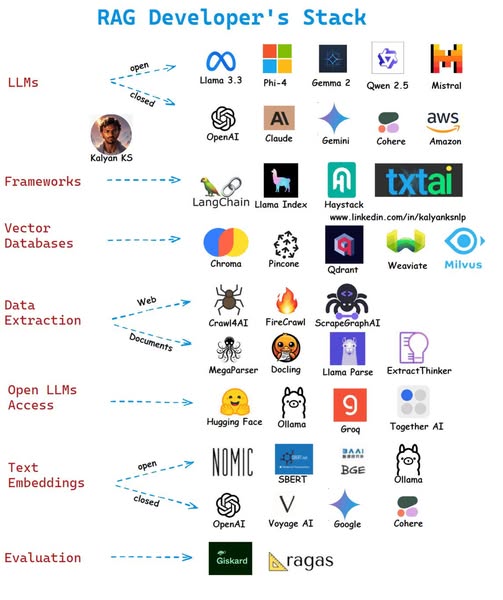 RAG Developer's Stack
LLMs
open
closed
Llama 3.3
Phi-4
Gemma 2
Qwen 2.5
Mistral
OpenAI
Claude
Gemini
Cohere
aws
Amazon
Kalyan KS
Frameworks
LangChain
Llama Index
Haystack
txtai
www.linkedin.com/in/kalyanksnlp
Vector
Databases
Chroma
Pincone
Qdrant
Weaviate
Milvus
Data
Extraction
Web
Documents
Crawl4AI
FireCrawl
ScrapeGraphAI
MegaParser
Docling
Llama Parse
ExtractThinker
Open LLMs
Access
Hugging Face
Ollama
Groq
Together AI
Text
Embeddings
open
closed
NOMIC
SBERT.net
SBERT
BAAI
BGE
Ollama
OpenAI
Voyage AI
Google
Cohere
Evaluation
Giskard
ragas